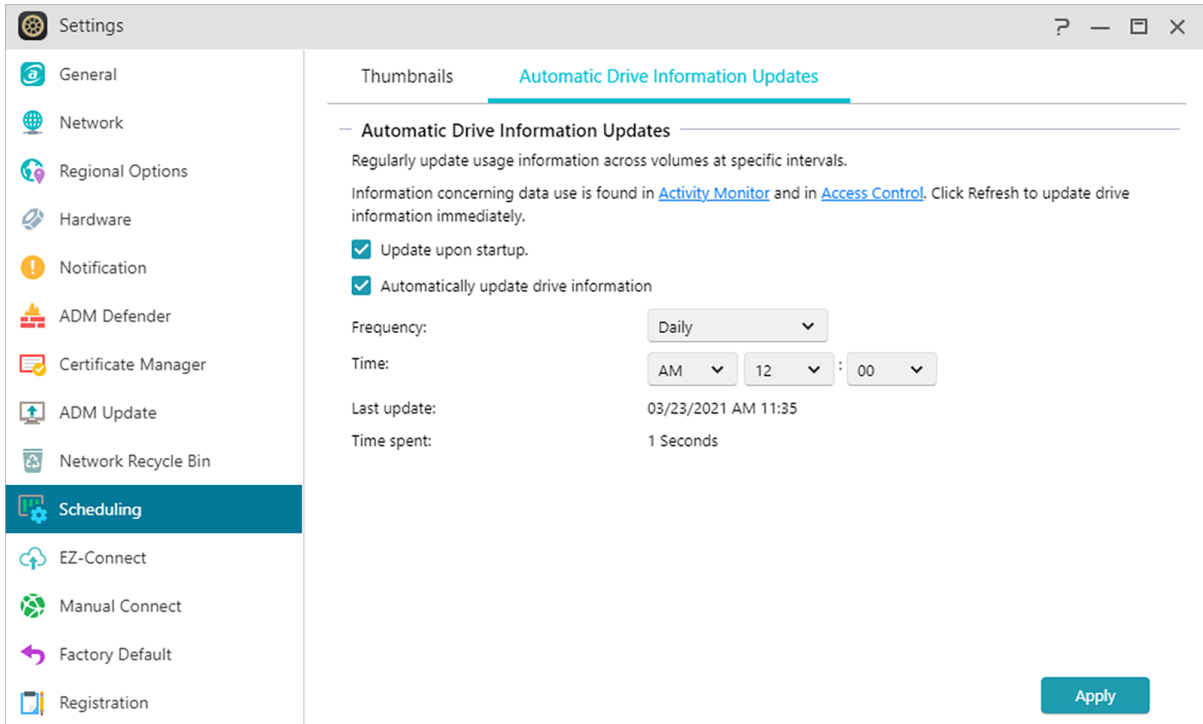 Settings
General
Network
Regional Options
Hardware
Notification
ADM Defender
Certificate Manager
ADM Update
Network Recycle Bin
Scheduling
EZ-Connect
Manual Connect
Factory Default
Registration
Thumbnails
Automatic Drive Information Updates
Automatic Drive Information Updates
Regularly update usage information across volumes at specific intervals.
Information concerning data use is found in Activity Monitor and in Access Control. Click Refresh to update drive
information immediately.
Update upon startup.
Automatically update drive information
Frequency: Daily
Time: AM 12 : 00
Last update: 03/23/2021 AM 11:35
Time spent: 1 Seconds
Apply